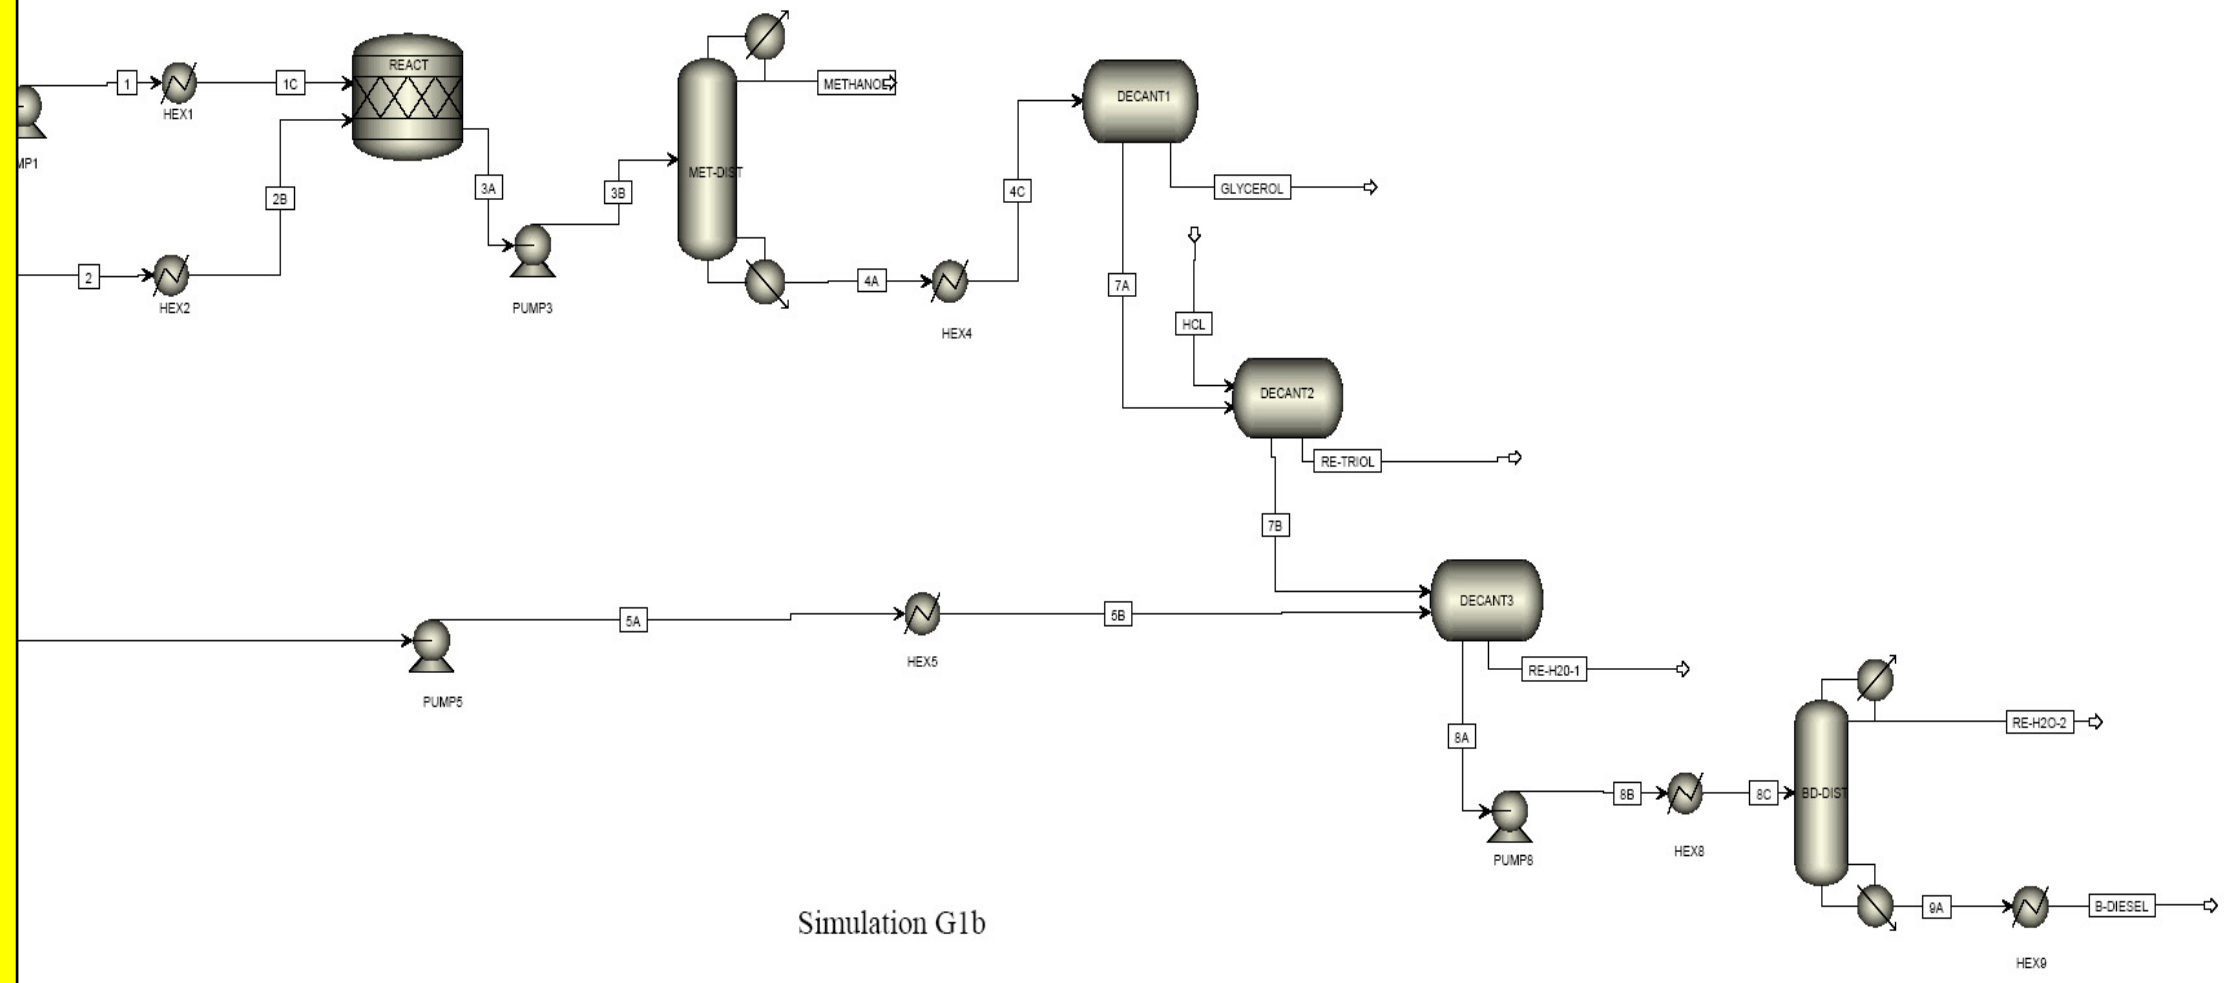 REACT
1
1C
HEX1
METHANOL
DECANT1
MP1
MET-DIST
3A
3B
4C
GLYCEROL
2B
2
HEX2
PUMP3
4A
HEX4
7A
HCL
DECANT2
RE-TRIOL
7B
DECANT3
5A
5B
HEX5
PUMP5
RE-H20-1
8A
RE-H2O-2
8B
8C
BD-DIST
PUMP8
HEX8
9A
B-DIESEL
HEX9
Simulation G1b